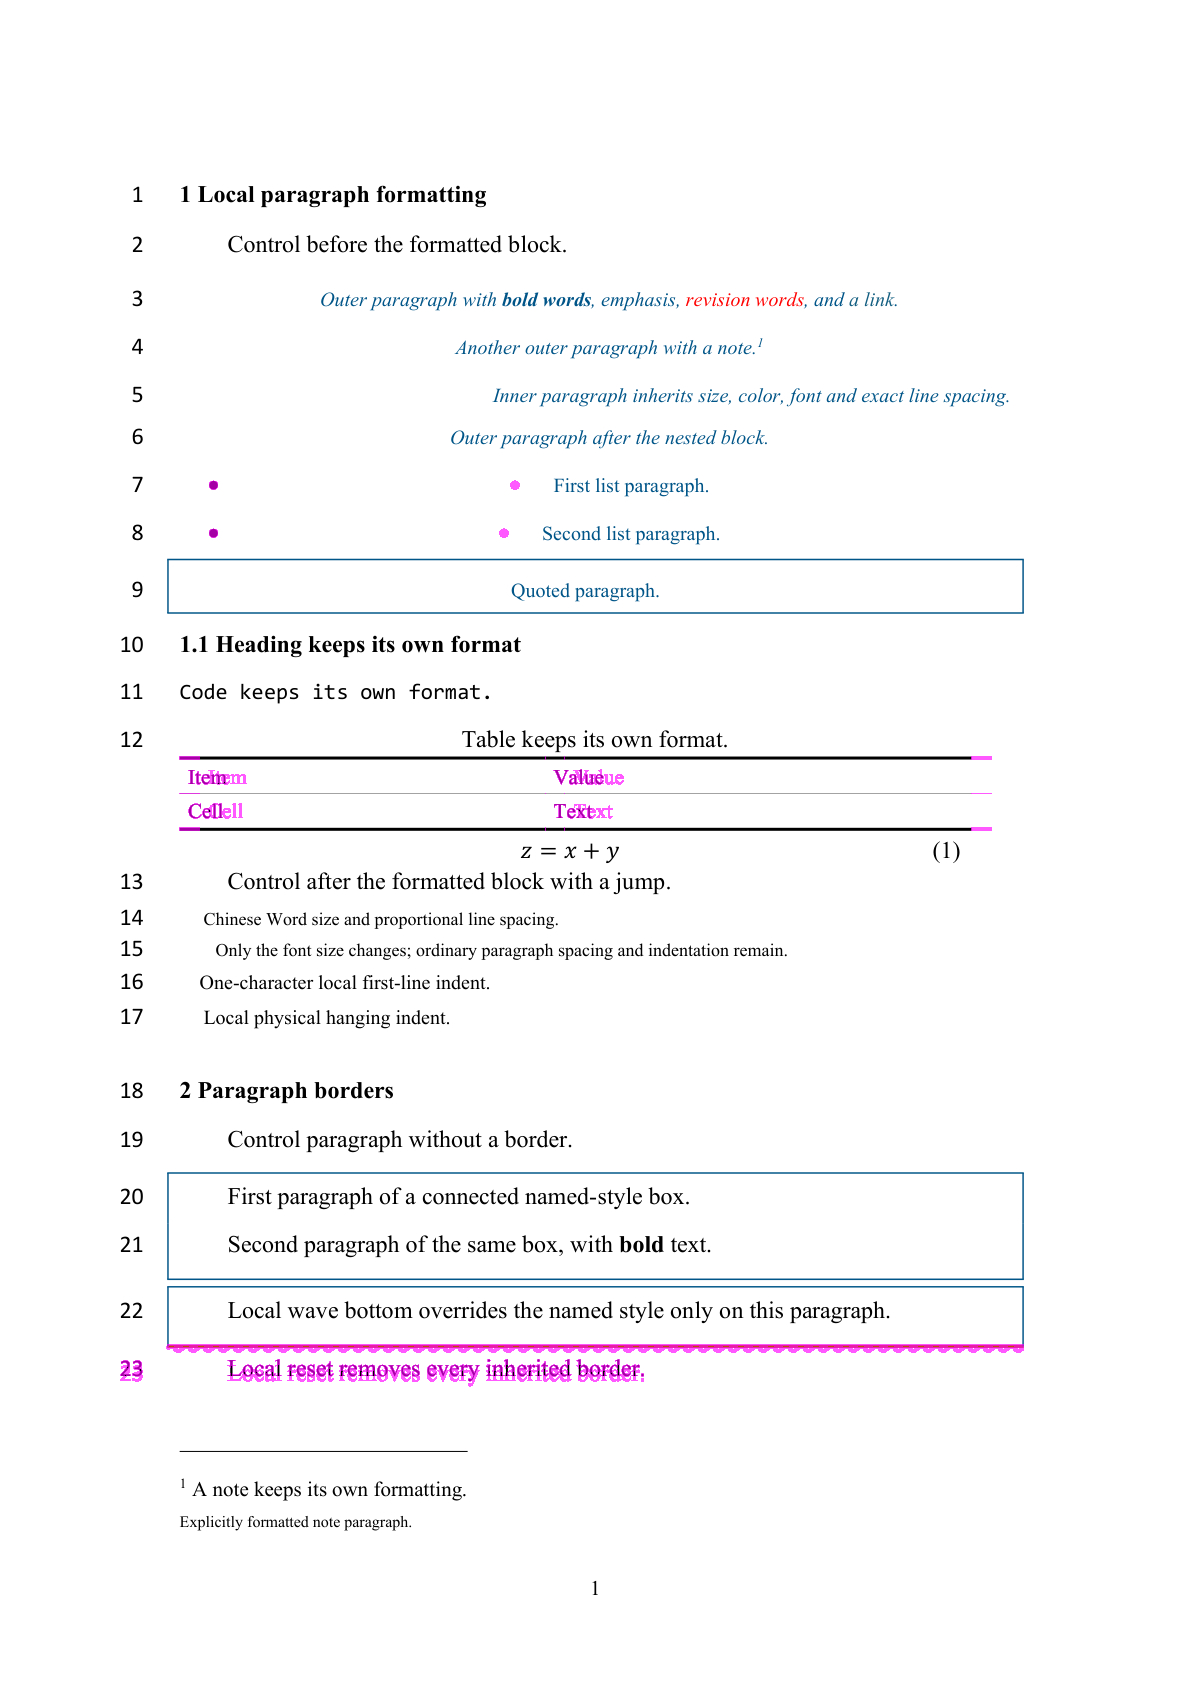 1 1 Local paragraph formatting
2 Control before the formatted block.
3 Outer paragraph with bold words, emphasis, revision words, and a link.
4 Another outer paragraph with a note.1
5 Inner paragraph inherits size, color, font and exact line spacing.
6 Outer paragraph after the nested block.
7 • • First list paragraph.
8 • • Second list paragraph.
9 Quoted paragraph.
10 1.1 Heading keeps its own format
11 Code keeps its own format.
12 Table keeps its own format.
Item Value
Cell Text
z = x + y (1)
13 Control after the formatted block with a jump.
14 Chinese Word size and proportional line spacing.
15 Only the font size changes; ordinary paragraph spacing and indentation remain.
16 One-character local first-line indent.
17 Local physical hanging indent.
18 2 Paragraph borders
19 Control paragraph without a border.
20 First paragraph of a connected named-style box.
21 Second paragraph of the same box, with bold text.
22 Local wave bottom overrides the named style only on this paragraph.
23 Local reset removes every inherited border.
1 A note keeps its own formatting.
Explicitly formatted note paragraph.
1